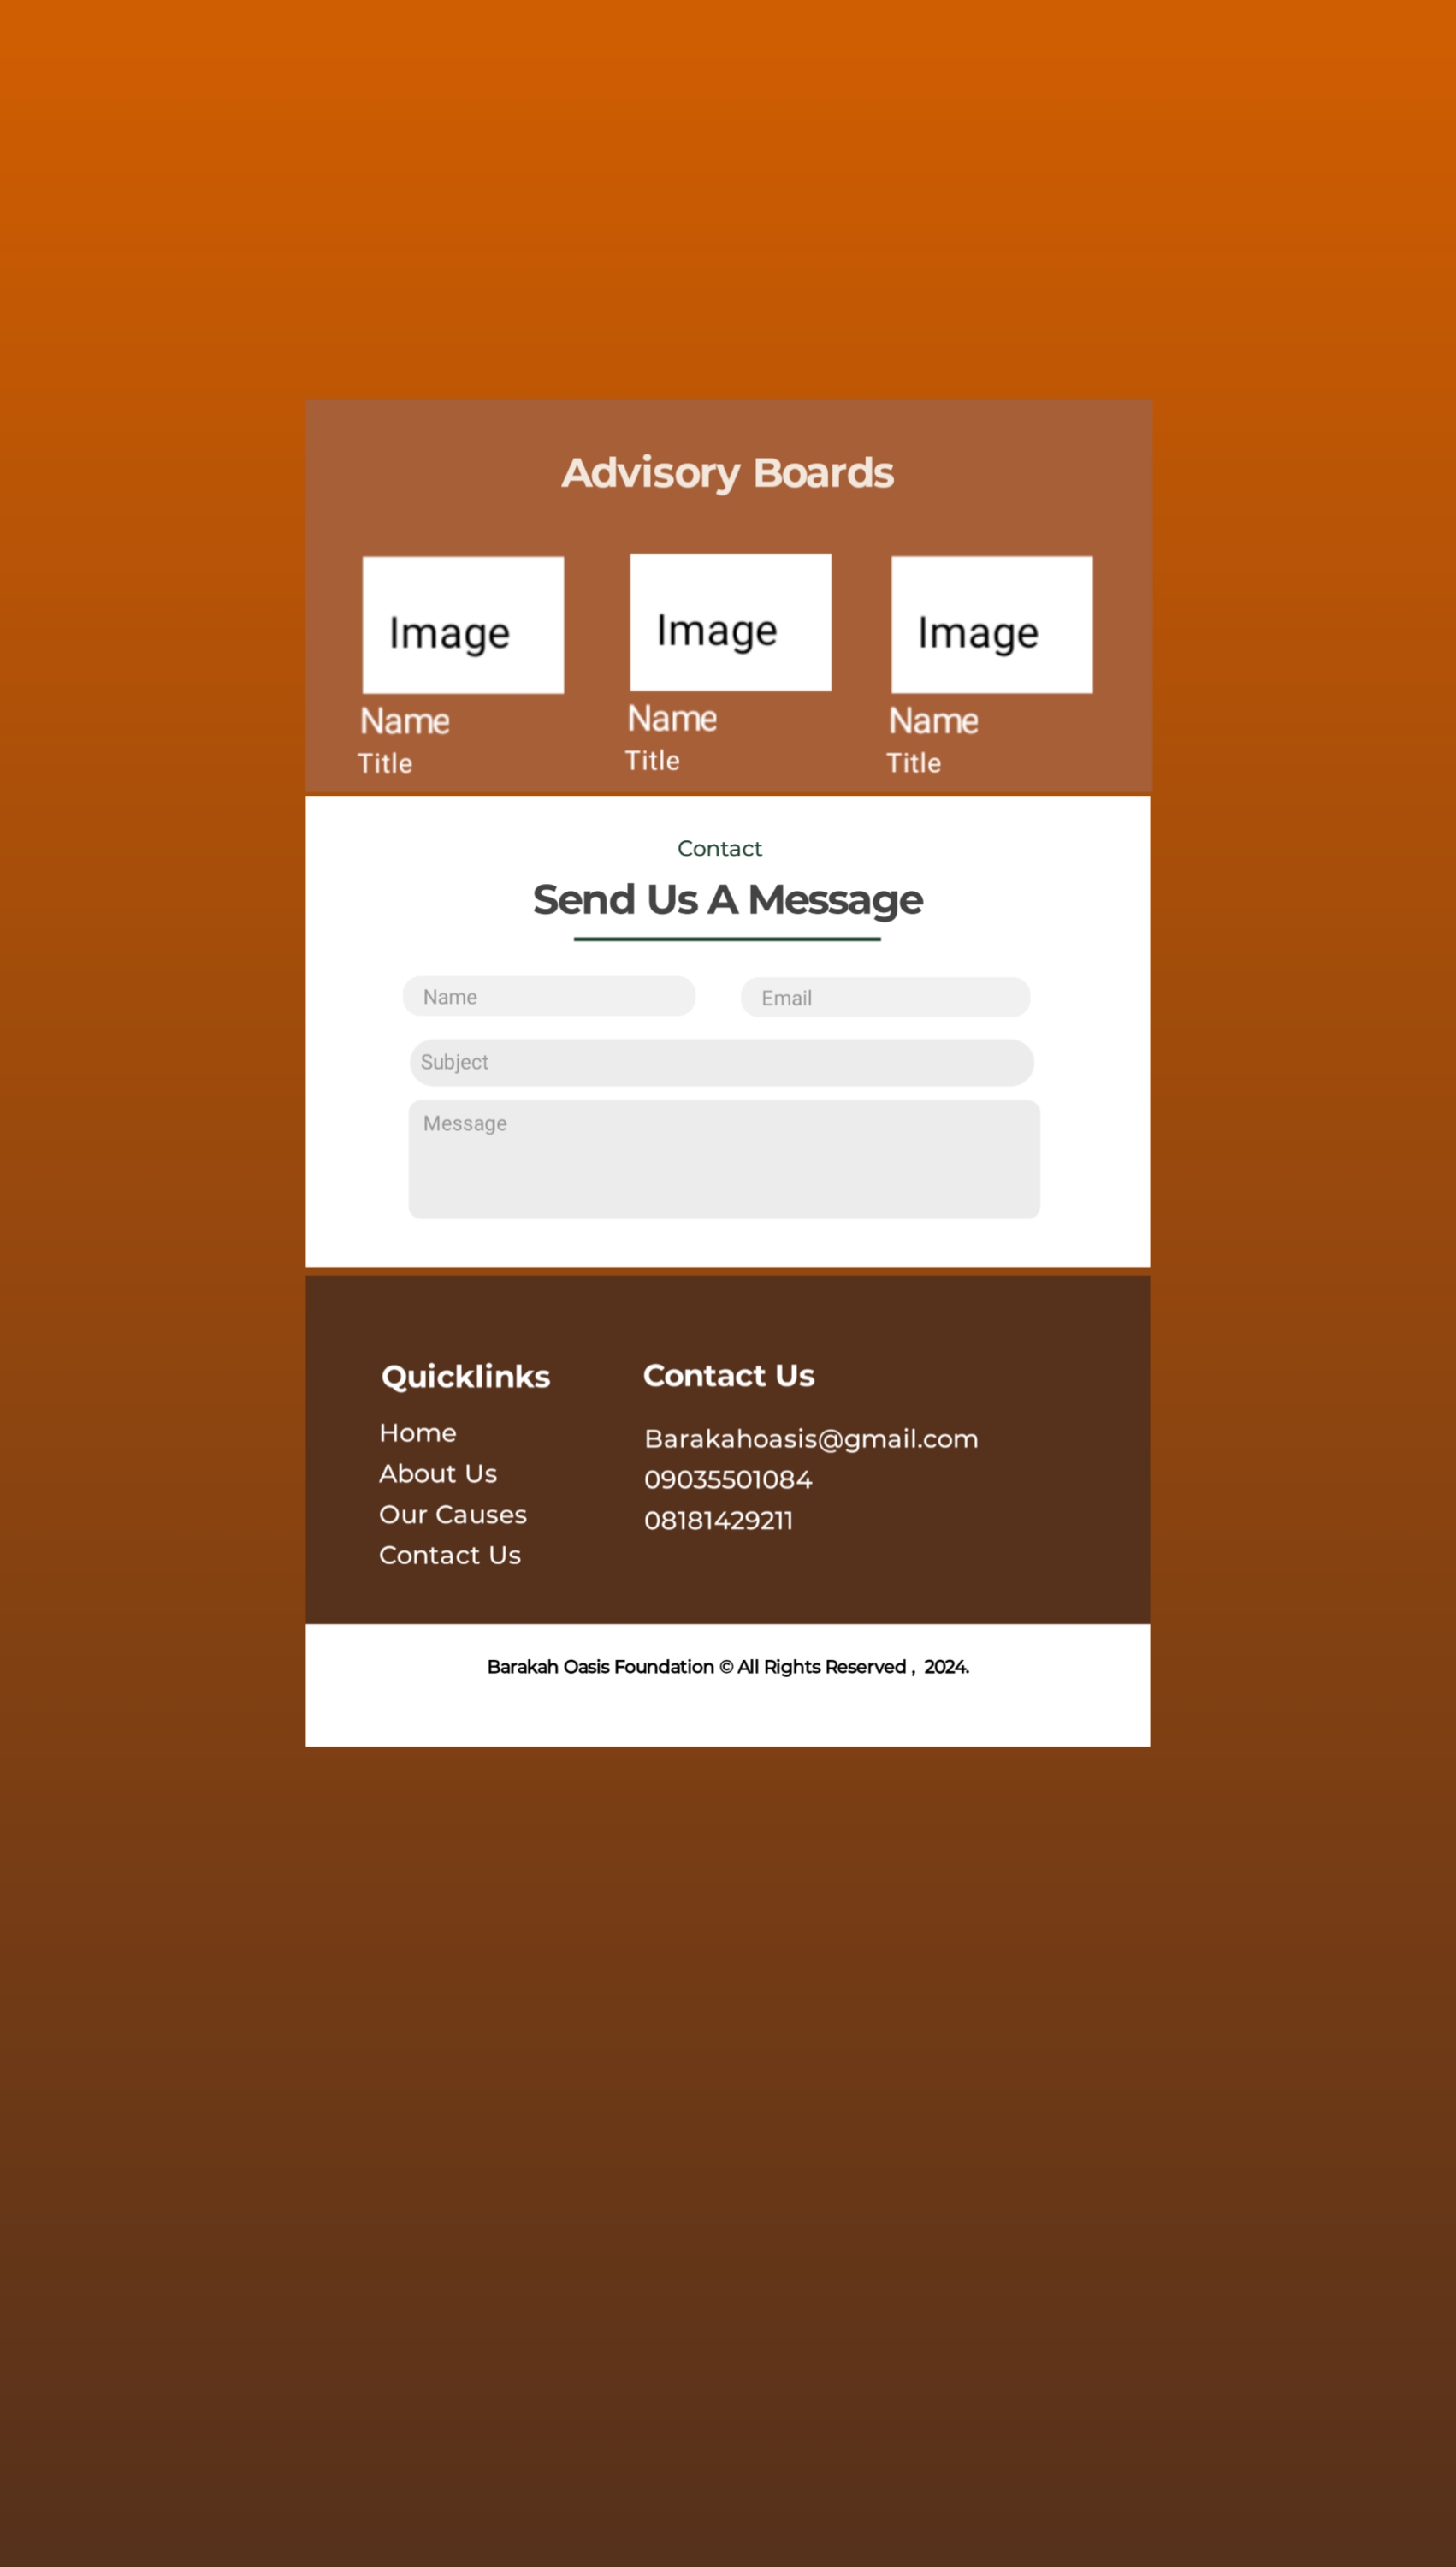 Advisory Boards
Image Image Image
Name Name Name
Title Title Title
Contact
Send Us A Message
Name Email
Subject
Message
Quicklinks
Home
About Us
Our Causes
Contact Us
Contact Us
Barakahoasis@gmail.com
09035501084
08181429211
Barakah Oasis Foundation © All Rights Reserved , 2024.